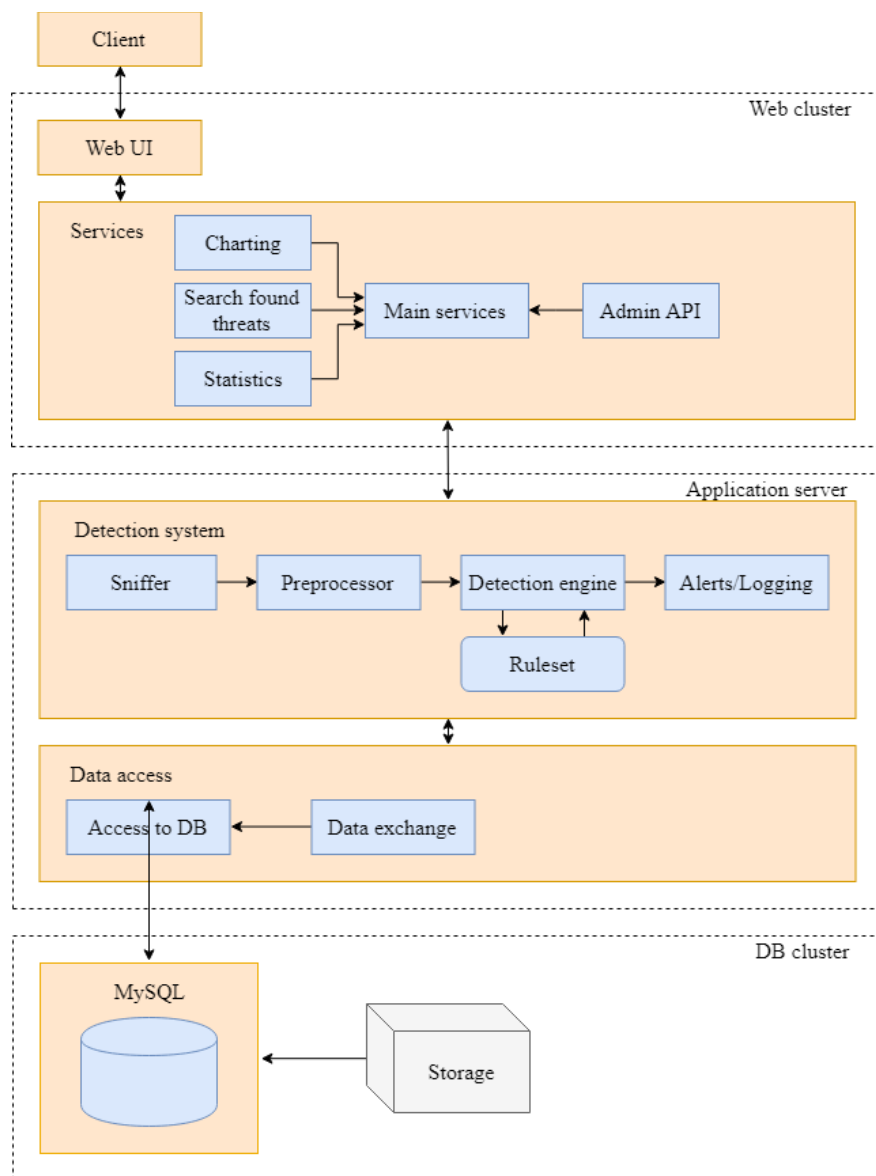 Client
Web cluster
Web UI
Services
Charting
Search found
threats
Main services
Admin API
Statistics
Application server
Detection system
Sniffer
Preprocessor
Detection engine
Alerts/Logging
Ruleset
Data access
Access to DB
Data exchange
DB cluster
MySQL
Storage